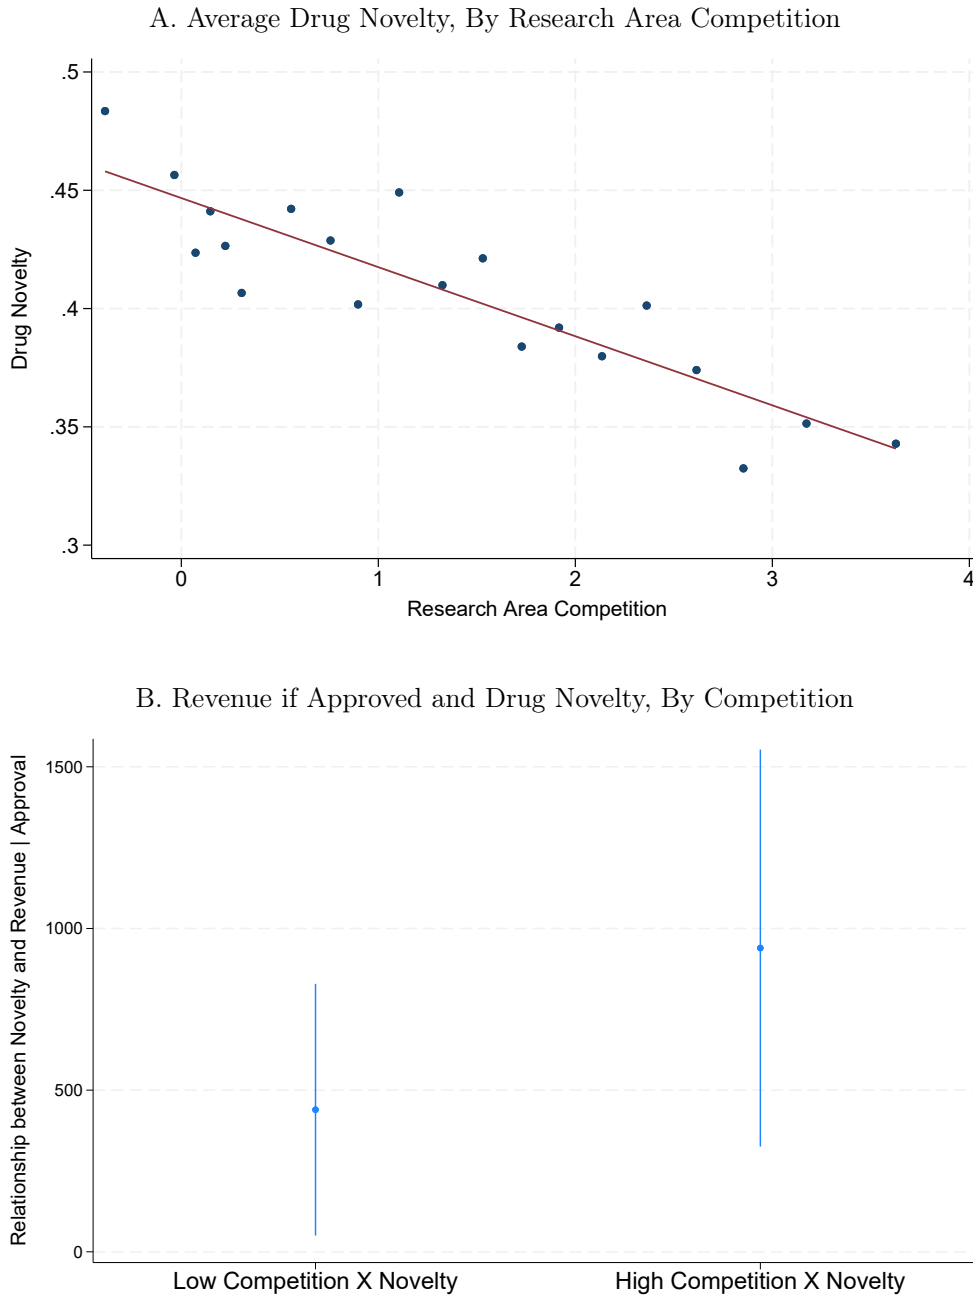 A. Average Drug Novelty, By Research Area Competition
.5
.45
.4
.35
.3
Drug Novelty
0 1 2 3 4
Research Area Competition
B. Revenue if Approved and Drug Novelty, By Competition
Relationship between Novelty and Revenue | Approval
1500
1000
500
0
Low Competition X Novelty High Competition X Novelty